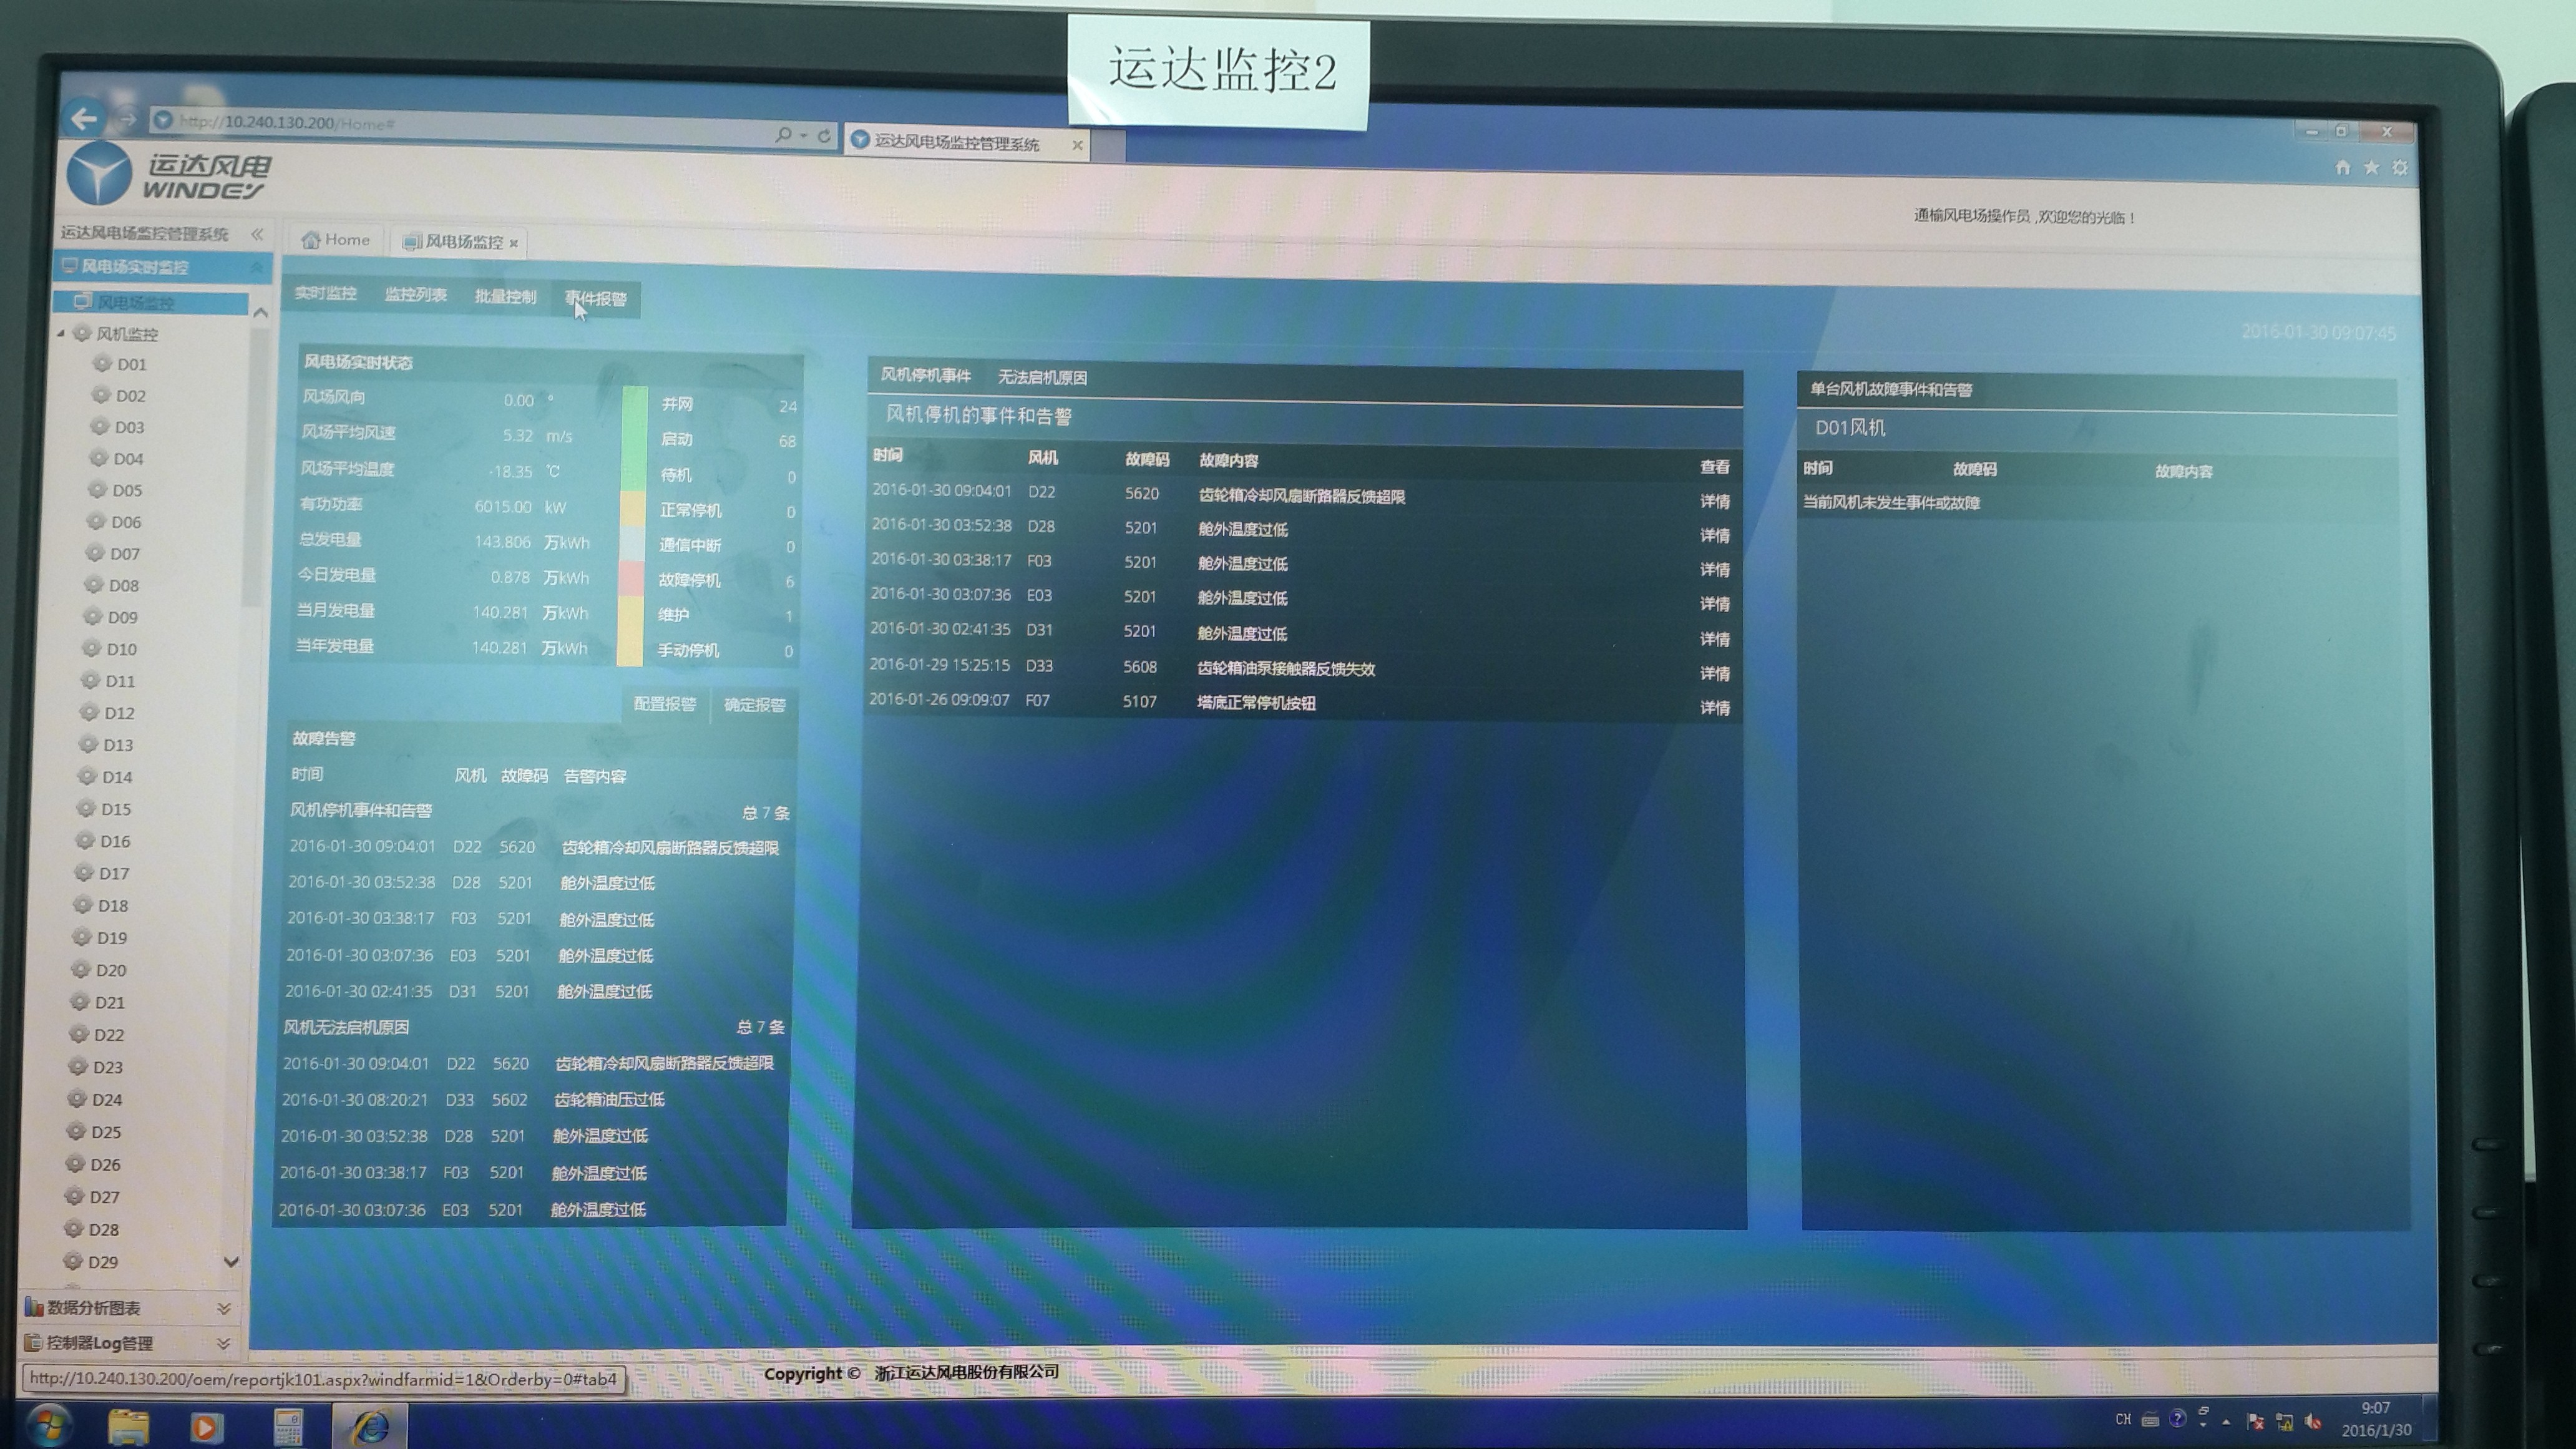 运达监控2
http://10.240.130.200/Home#
运达风电场监控管理系统
运达风电
WINDEY
通榆风电场操作员 ,欢迎您的光临！
运达风电场监控管理系统
Home
风电场监控
风电场实时监控
风电场监控
风机监控
D01
D02
D03
D04
D05
D06
D07
D08
D09
D10
D11
D12
D13
D14
D15
D16
D17
D18
D19
D20
D21
D22
D23
D24
D25
D26
D27
D28
D29
数据分析图表
控制器Log管理
实时监控 监控列表 批量控制 事件报警
2016-01-30 09:07:45
风电场实时状态
风场风向 0.00 °
风场平均风速 5.32 m/s
风场平均温度 -18.35 ℃
有功功率 6015.00 kW
总发电量 143.806 万kWh
今日发电量 0.878 万kWh
当月发电量 140.281 万kWh
当年发电量 140.281 万kWh
并网 24
启动 68
待机 0
正常停机 0
通信中断 0
故障停机 6
维护 1
手动停机 0
配置报警 确定报警
故障告警
时间 风机 故障码 告警内容
风机停机事件和告警 总 7 条
2016-01-30 09:04:01 D22 5620 齿轮箱冷却风扇断路器反馈超限
2016-01-30 03:52:38 D28 5201 舱外温度过低
2016-01-30 03:38:17 F03 5201 舱外温度过低
2016-01-30 03:07:36 E03 5201 舱外温度过低
2016-01-30 02:41:35 D31 5201 舱外温度过低
风机无法启机原因 总 7 条
2016-01-30 09:04:01 D22 5620 齿轮箱冷却风扇断路器反馈超限
2016-01-30 08:20:21 D33 5602 齿轮箱油压过低
2016-01-30 03:52:38 D28 5201 舱外温度过低
2016-01-30 03:38:17 F03 5201 舱外温度过低
2016-01-30 03:07:36 E03 5201 舱外温度过低
风机停机事件 无法启机原因
风机停机的事件和告警
时间 风机 故障码 故障内容 查看
2016-01-30 09:04:01 D22 5620 齿轮箱冷却风扇断路器反馈超限 详情
2016-01-30 03:52:38 D28 5201 舱外温度过低 详情
2016-01-30 03:38:17 F03 5201 舱外温度过低 详情
2016-01-30 03:07:36 E03 5201 舱外温度过低 详情
2016-01-30 02:41:35 D31 5201 舱外温度过低 详情
2016-01-29 15:25:15 D33 5608 齿轮箱油泵接触器反馈失效 详情
2016-01-26 09:09:07 F07 5107 塔底正常停机按钮 详情
单台风机故障事件和告警
D01风机
时间 故障码 故障内容
当前风机未发生事件或故障
http://10.240.130.200/oem/reportjk101.aspx?windfarmid=1&Orderby=0#tab4
Copyright © 浙江运达风电股份有限公司
CH
9:07
2016/1/30